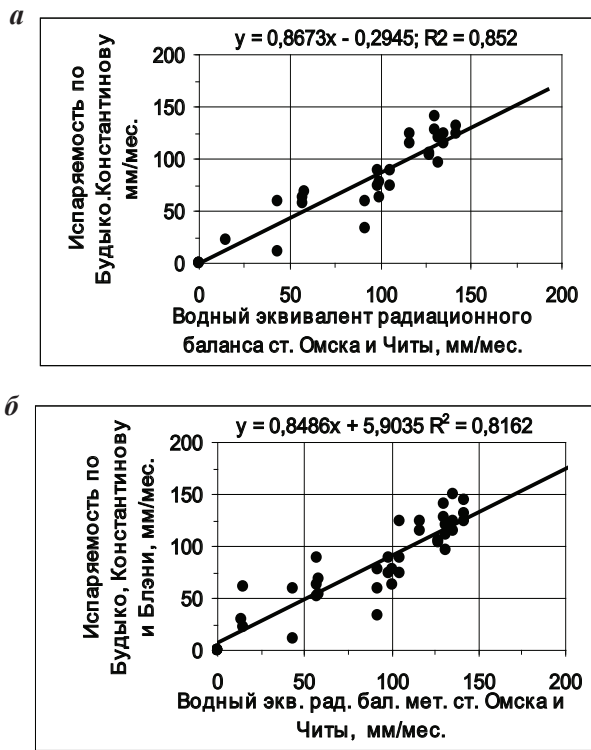 а
y = 0,8673x - 0,2945; R2 = 0,852
Испаряемость по
Будыко.Константинову
мм/мес.
200
150
100
50
0
0 50 100 150 200
Водный эквивалент радиационного
баланса ст. Омска и Читы, мм/мес.
б
y = 0,8486x + 5,9035 R² = 0,8162
Испаряемость по
Будыко, Константинову
и Блэни, мм/мес.
200
150
100
50
0
0 50 100 150 200
Водный экв. рад. бал. мет. ст. Омска и
Читы, мм/мес.